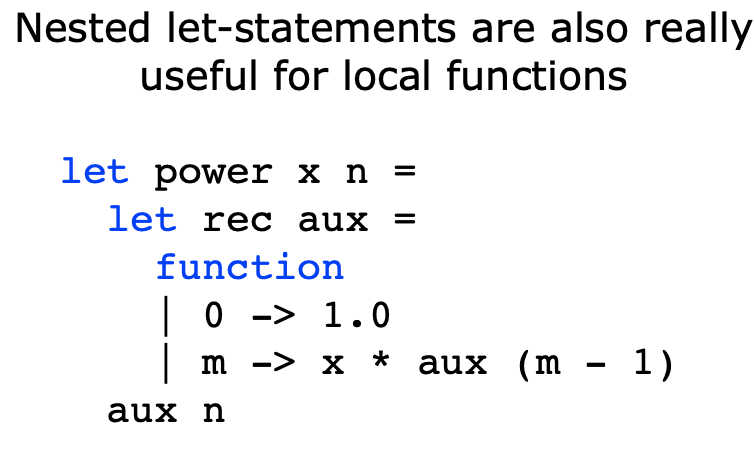 Nested let-statements are also really
useful for local functions
let power x n =
  let rec aux =
    function
    | 0 -> 1.0
    | m -> x * aux (m - 1)
  aux n